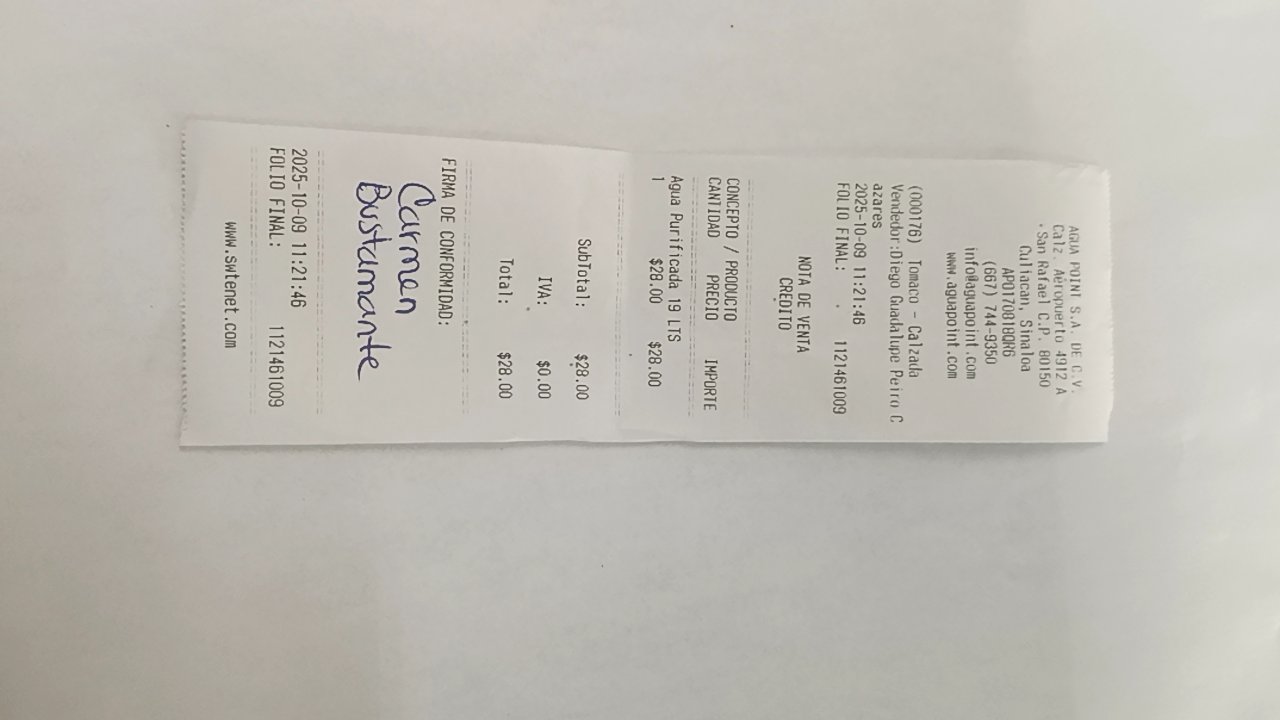 AGUA POINT S.A. DE C.V.
Calz. Aeropuerto 4912 A
San Rafael C.P. 80150
Culiacan, Sinaloa
APO170818QR6
(667) 744-9350
info@aguapoint.com
www.aguapoint.com
(000176) Tomaco - Calzada
Vendedor:Diego Guadalupe Peiro C
azares
2025-10-09 11:21:46
FOLIO FINAL: 1121461009
NOTA DE VENTA
CREDITO
CONCEPTO / PRODUCTO
CANTIDAD PRECIO IMPORTE
Agua Purificada 19 LTS
1 $28.00 $28.00
SubTotal: $28.00
IVA: $0.00
Total: $28.00
FIRMA DE CONFORMIDAD:
Carmen
Bustamante
2025-10-09 11:21:46
FOLIO FINAL: 1121461009
www.swtenet.com